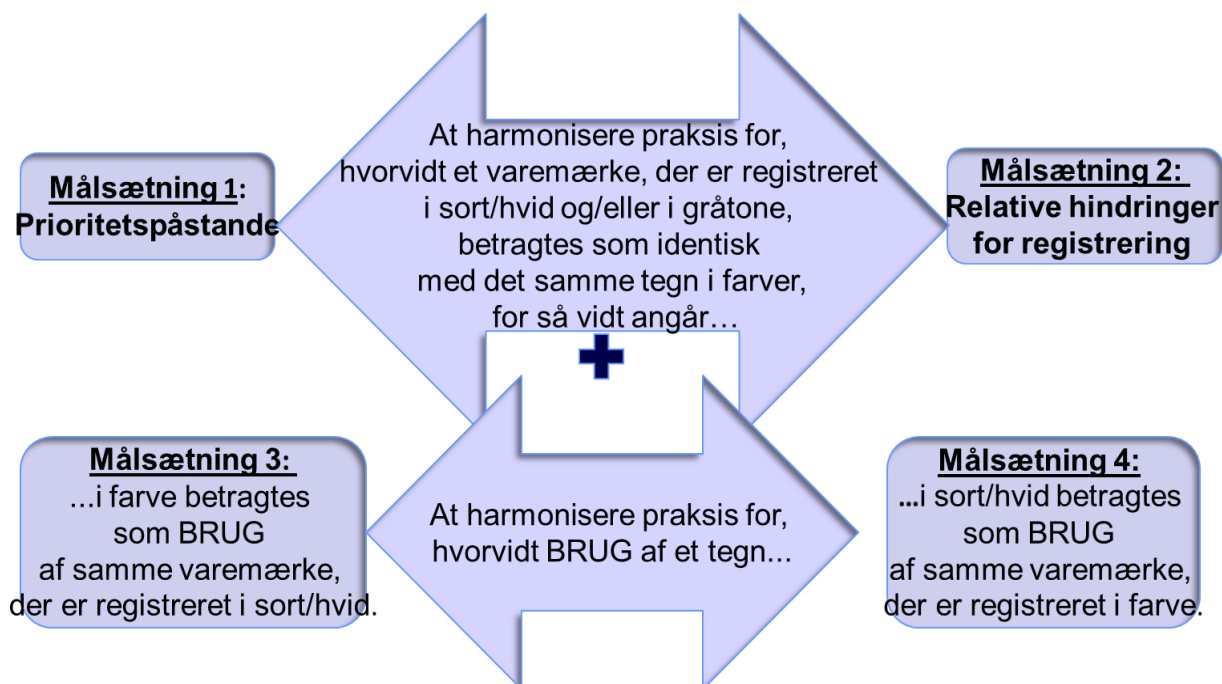 At harmonisere praksis for,
hvorvidt et varemærke, der er registreret
i sort/hvid og/eller i gråtone,
betragtes som identisk
med det samme tegn i farver,
for så vidt angår…
Målsætning 1:
Prioritetspåstande
Målsætning 2:
Relative hindringer
for registrering
At harmonisere praksis for,
hvorvidt BRUG af et tegn...
Målsætning 3:
...i farve betragtes
som BRUG
af samme varemærke,
der er registreret i sort/hvid.
Målsætning 4:
...i sort/hvid betragtes
som BRUG
af samme varemærke,
der er registreret i farve.